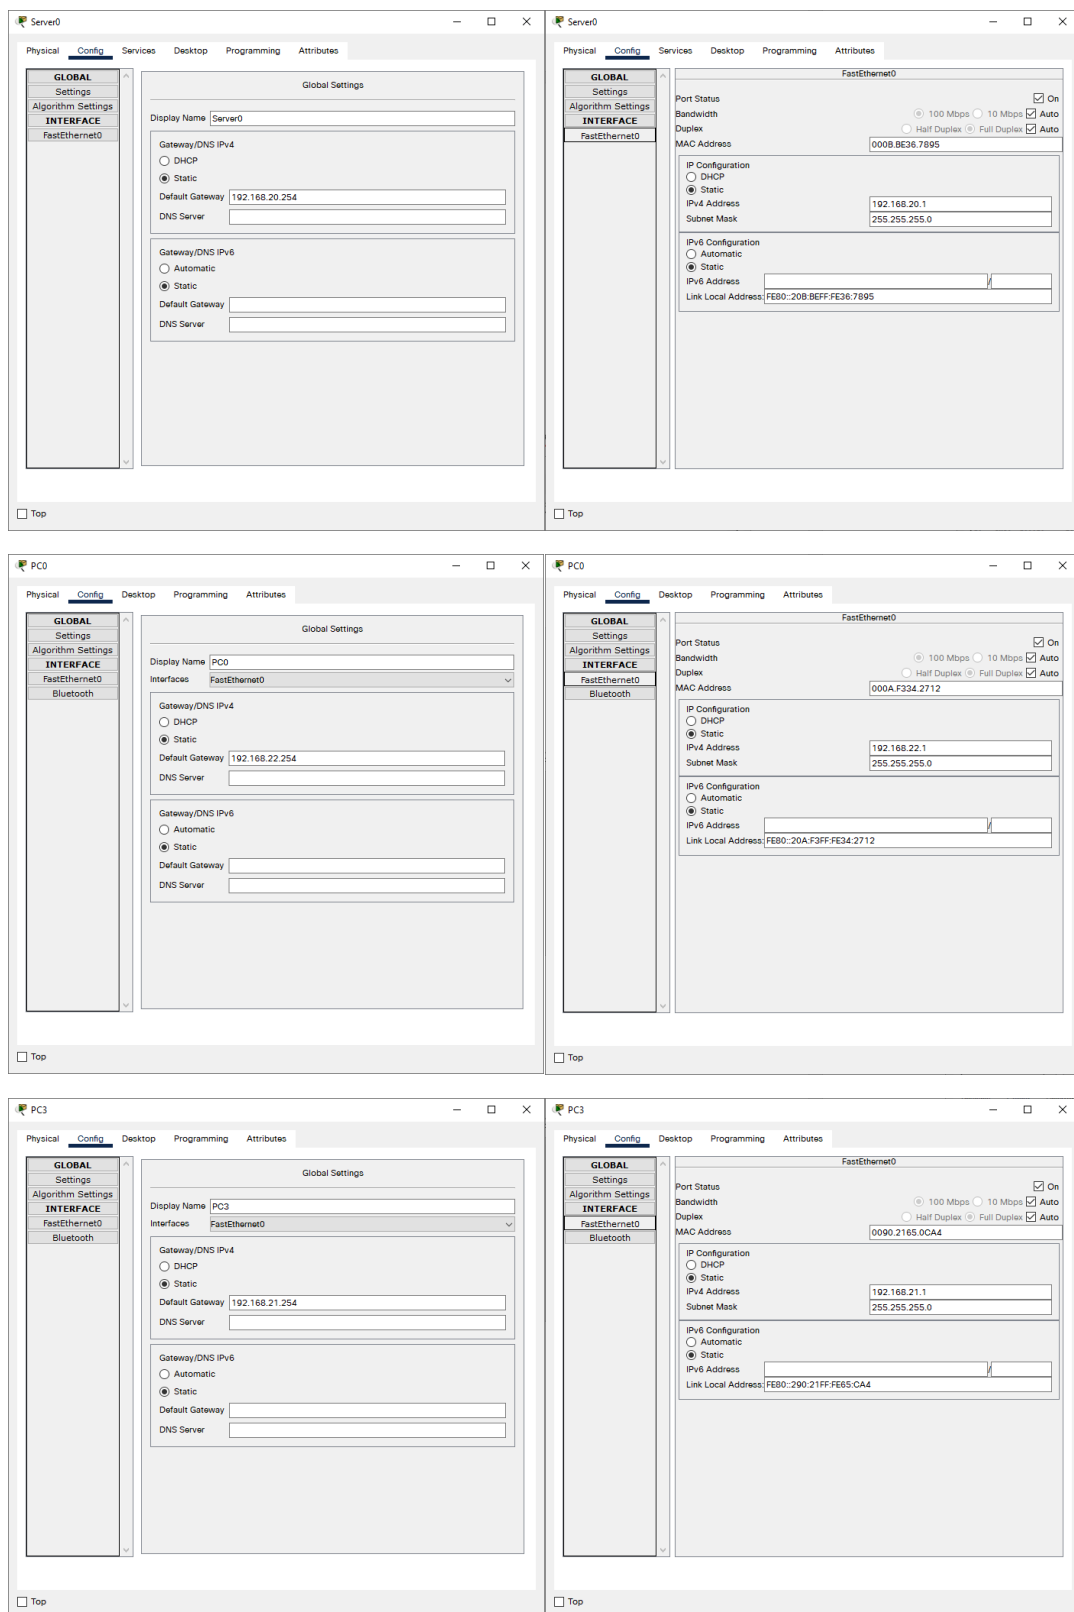 Server0
Physical Config Services Desktop Programming Attributes
GLOBAL
Settings
Algorithm Settings
INTERFACE
FastEthernet0
Global Settings
Display Name Server0
Gateway/DNS IPv4
DHCP
Static
Default Gateway 192.168.20.254
DNS Server
Gateway/DNS IPv6
Automatic
Static
Default Gateway
DNS Server
Top
Server0
Physical Config Services Desktop Programming Attributes
GLOBAL
Settings
Algorithm Settings
INTERFACE
FastEthernet0
FastEthernet0
Port Status On
Bandwidth 100 Mbps 10 Mbps Auto
Duplex Half Duplex Full Duplex Auto
MAC Address 000B.BE36.7895
IP Configuration
DHCP
Static
IPv4 Address 192.168.20.1
Subnet Mask 255.255.255.0
IPv6 Configuration
Automatic
Static
IPv6 Address /
Link Local Address: FE80::20B:BEFF:FE36:7895
Top
PC0
Physical Config Desktop Programming Attributes
GLOBAL
Settings
Algorithm Settings
INTERFACE
FastEthernet0
Bluetooth
Global Settings
Display Name PC0
Interfaces FastEthernet0
Gateway/DNS IPv4
DHCP
Static
Default Gateway 192.168.22.254
DNS Server
Gateway/DNS IPv6
Automatic
Static
Default Gateway
DNS Server
Top
PC0
Physical Config Desktop Programming Attributes
GLOBAL
Settings
Algorithm Settings
INTERFACE
FastEthernet0
Bluetooth
FastEthernet0
Port Status On
Bandwidth 100 Mbps 10 Mbps Auto
Duplex Half Duplex Full Duplex Auto
MAC Address 000A.F334.2712
IP Configuration
DHCP
Static
IPv4 Address 192.168.22.1
Subnet Mask 255.255.255.0
IPv6 Configuration
Automatic
Static
IPv6 Address /
Link Local Address: FE80::20A:F3FF:FE34:2712
Top
PC3
Physical Config Desktop Programming Attributes
GLOBAL
Settings
Algorithm Settings
INTERFACE
FastEthernet0
Bluetooth
Global Settings
Display Name PC3
Interfaces FastEthernet0
Gateway/DNS IPv4
DHCP
Static
Default Gateway 192.168.21.254
DNS Server
Gateway/DNS IPv6
Automatic
Static
Default Gateway
DNS Server
Top
PC3
Physical Config Desktop Programming Attributes
GLOBAL
Settings
Algorithm Settings
INTERFACE
FastEthernet0
Bluetooth
FastEthernet0
Port Status On
Bandwidth 100 Mbps 10 Mbps Auto
Duplex Half Duplex Full Duplex Auto
MAC Address 0090.2165.0CA4
IP Configuration
DHCP
Static
IPv4 Address 192.168.21.1
Subnet Mask 255.255.255.0
IPv6 Configuration
Automatic
Static
IPv6 Address /
Link Local Address: FE80::290:21FF:FE65:CA4
Top